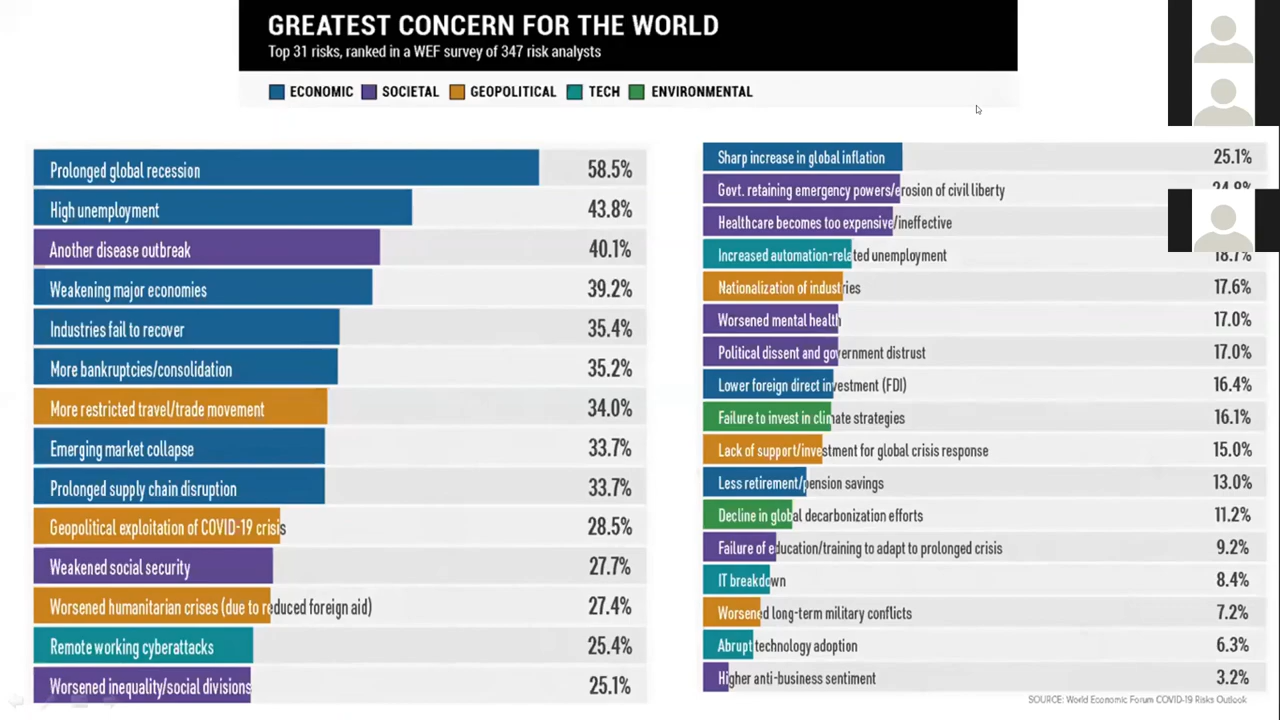 GREATEST CONCERN FOR THE WORLD
Top 31 risks, ranked in a WEF survey of 347 risk analysts
ECONOMIC SOCIETAL GEOPOLITICAL TECH ENVIRONMENTAL
Prolonged global recession 58.5%
High unemployment 43.8%
Another disease outbreak 40.1%
Weakening major economies 39.2%
Industries fail to recover 35.4%
More bankruptcies/consolidation 35.2%
More restricted travel/trade movement 34.0%
Emerging market collapse 33.7%
Prolonged supply chain disruption 33.7%
Geopolitical exploitation of COVID-19 crisis 28.5%
Weakened social security 27.7%
Worsened humanitarian crises (due to reduced foreign aid) 27.4%
Remote working cyberattacks 25.4%
Worsened inequality/social divisions 25.1%
Sharp increase in global inflation 25.1%
Govt. retaining emergency powers/erosion of civil liberty
Healthcare becomes too expensive/ineffective
Increased automation-related unemployment 18.7%
Nationalization of industries 17.6%
Worsened mental health 17.0%
Political dissent and government distrust 17.0%
Lower foreign direct investment (FDI) 16.4%
Failure to invest in climate strategies 16.1%
Lack of support/investment for global crisis response 15.0%
Less retirement/pension savings 13.0%
Decline in global decarbonization efforts 11.2%
Failure of education/training to adapt to prolonged crisis 9.2%
IT breakdown 8.4%
Worsened long-term military conflicts 7.2%
Abrupt technology adoption 6.3%
Higher anti-business sentiment 3.2%
SOURCE: World Economic Forum COVID-19 Risks Outlook